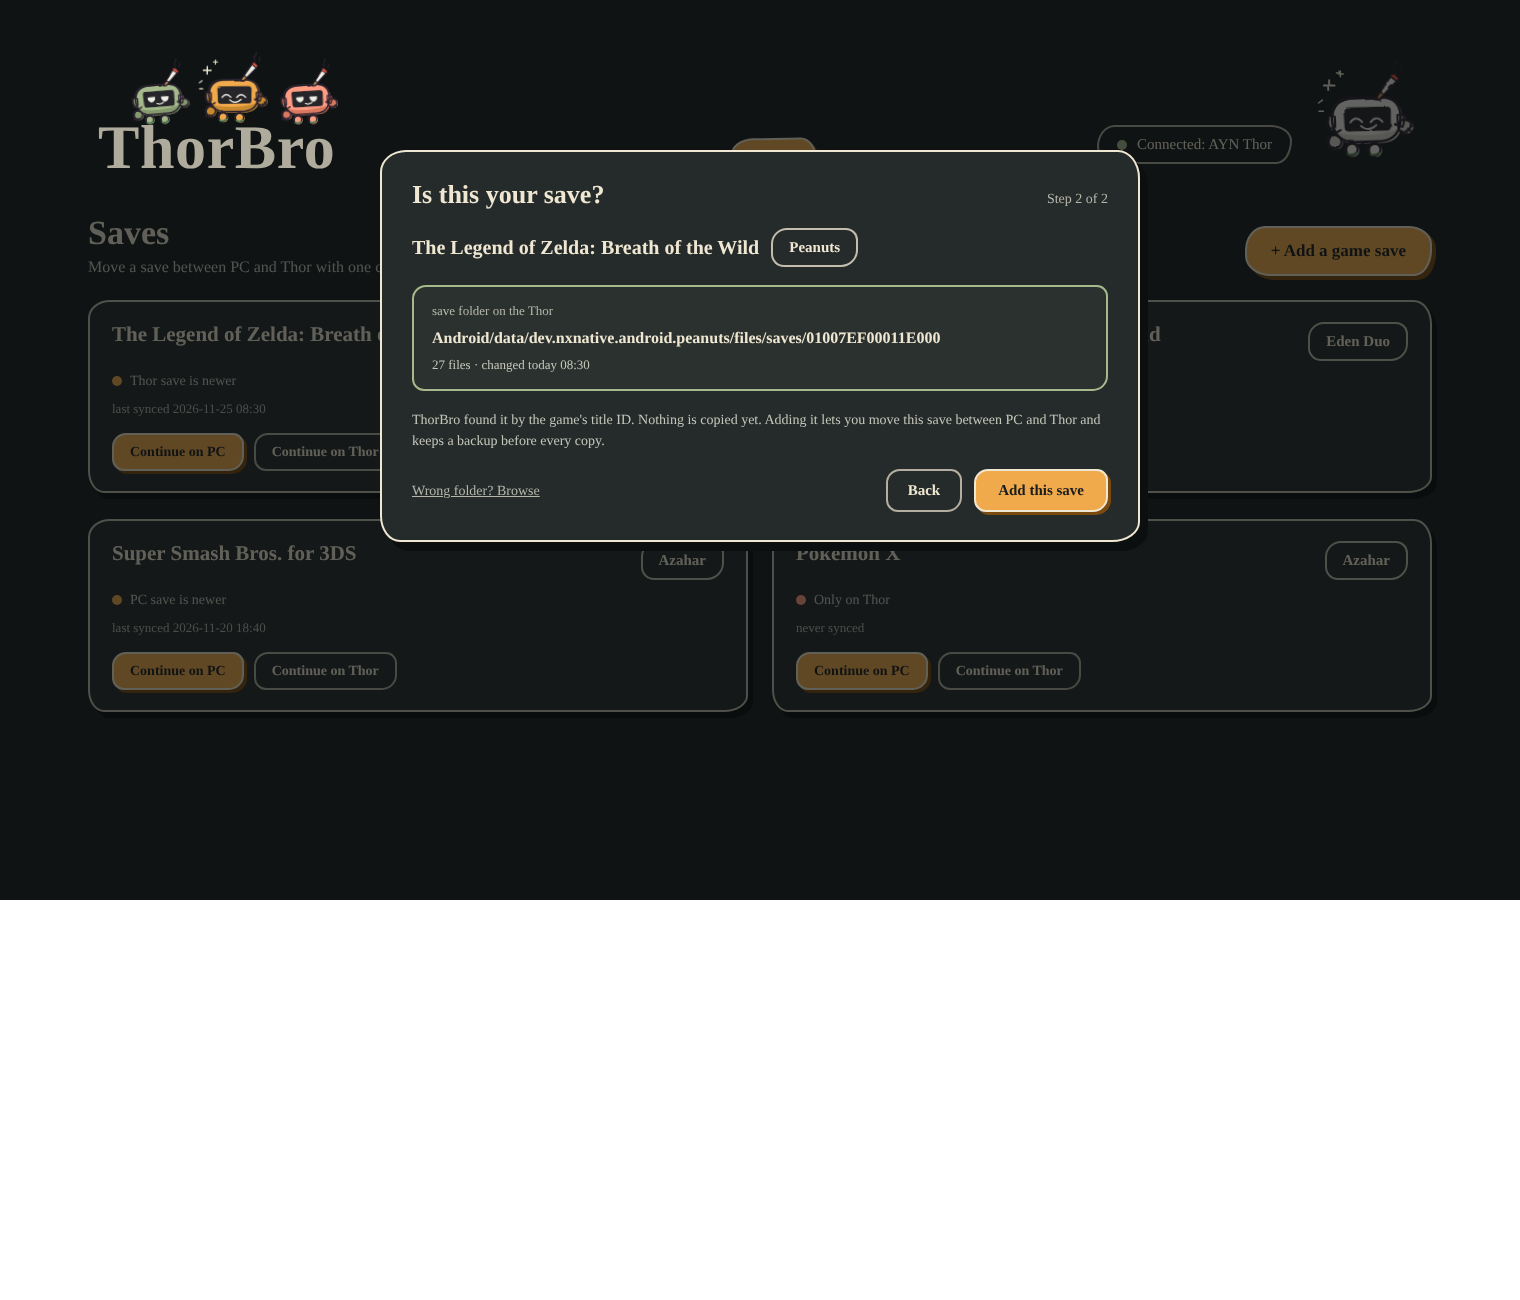 ThorBro
Connected: AYN Thor
Is this your save?
Step 2 of 2
Saves
Move a save between PC and Thor with one
+ Add a game save
The Legend of Zelda: Breath of the Wild
Peanuts
save folder on the Thor
Android/data/dev.nxnative.android.peanuts/files/saves/01007EF00011E000
27 files · changed today 08:30
ThorBro found it by the game's title ID. Nothing is copied yet. Adding it lets you move this save between PC and Thor and
keeps a backup before every copy.
Wrong folder? Browse
Back
Add this save
The Legend of Zelda: Breath
Thor save is newer
last synced 2026-11-25 08:30
Continue on PC
Continue on Thor
d
Eden Duo
Super Smash Bros. for 3DS
Azahar
PC save is newer
last synced 2026-11-20 18:40
Continue on PC
Continue on Thor
Pokémon X
Azahar
Only on Thor
never synced
Continue on PC
Continue on Thor